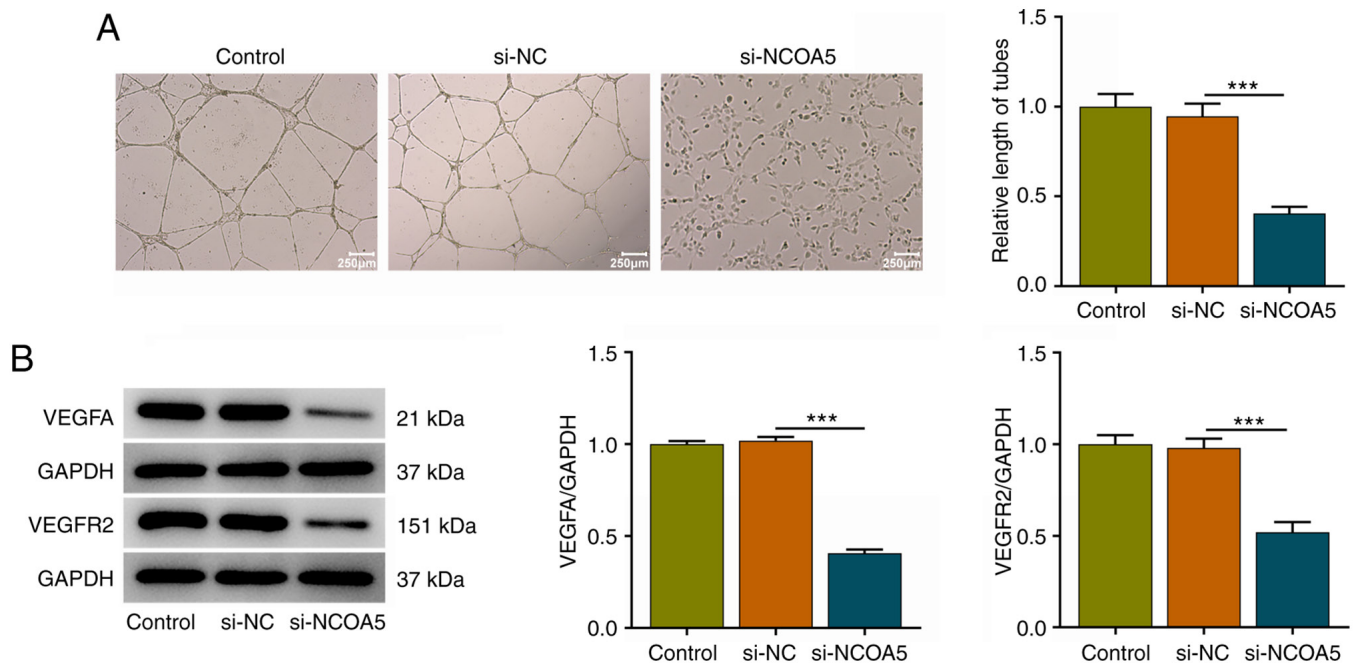 A
Control
si-NC
si-NCOA5
250μm
250μm
250μm
Relative length of tubes
1.5
1.0
0.5
0.0
***
Control
si-NC
si-NCOA5
B
VEGFA
21 kDa
GAPDH
37 kDa
VEGFR2
151 kDa
GAPDH
37 kDa
Control
si-NC
si-NCOA5
VEGFA/GAPDH
1.5
1.0
0.5
0.0
***
Control
si-NC
si-NCOA5
VEGFR2/GAPDH
1.5
1.0
0.5
0.0
***
Control
si-NC
si-NCOA5